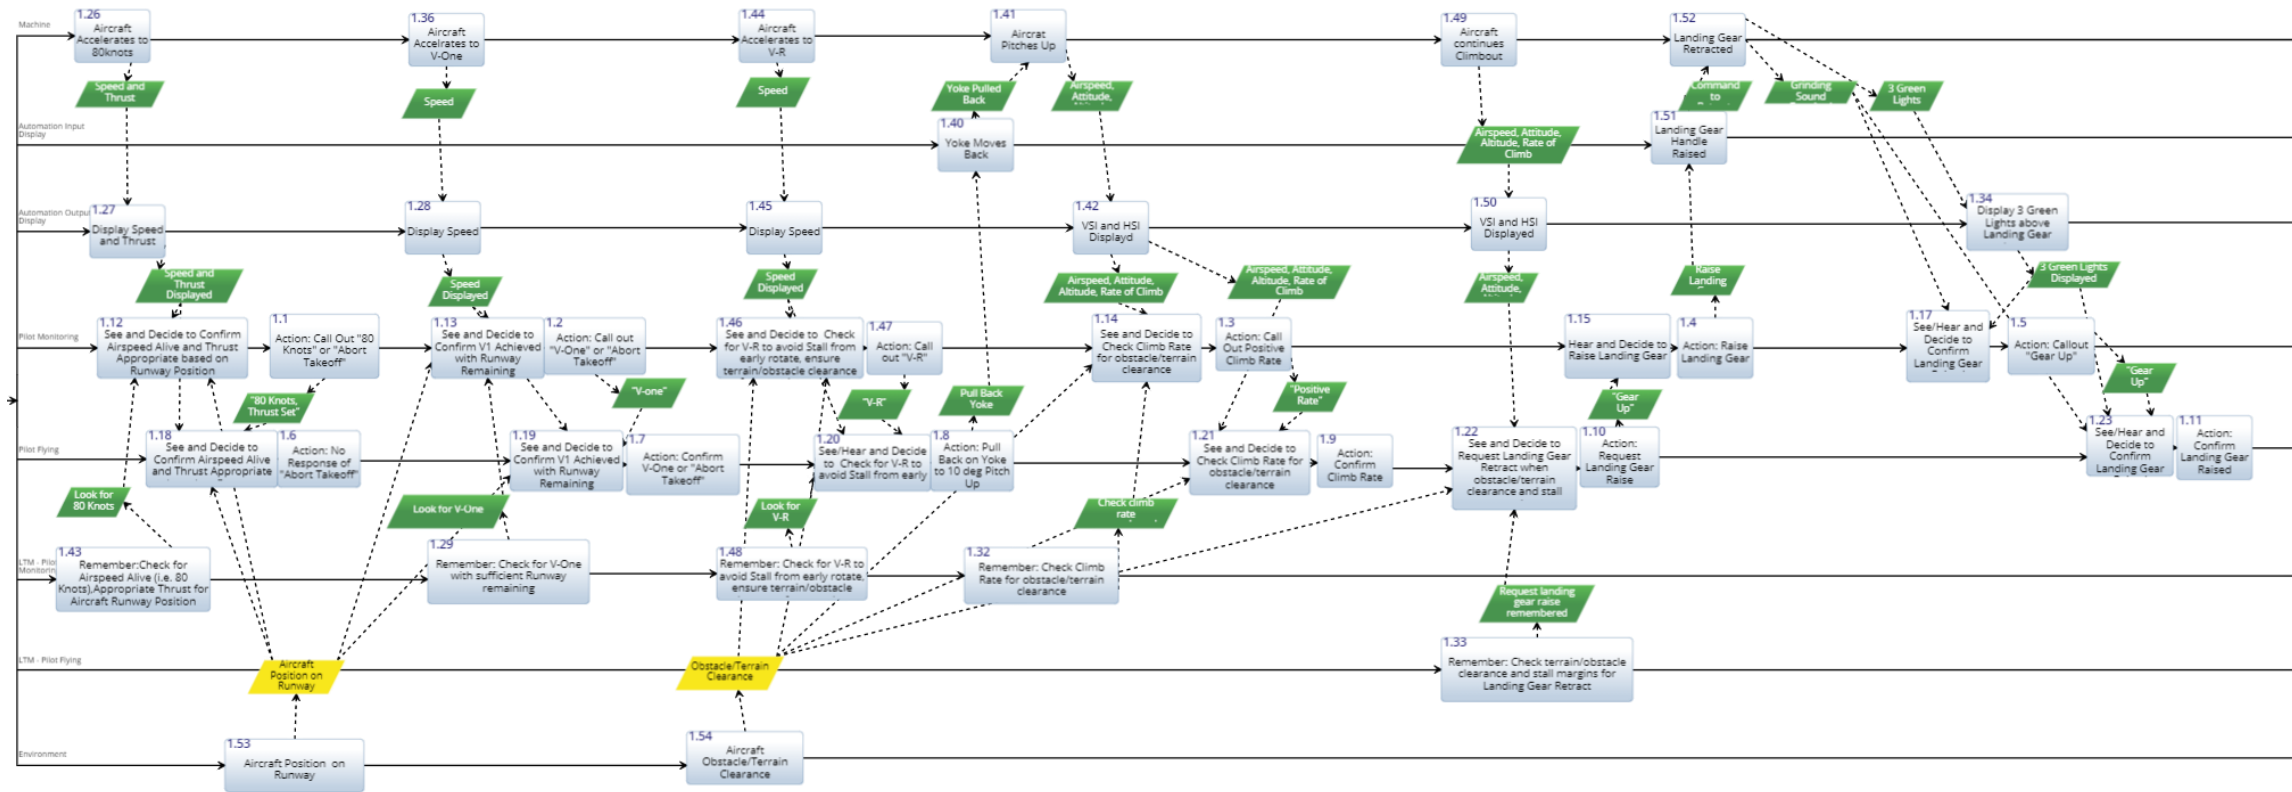 Machine
1.26
Aircraft
Accelerates to
80knots
1.36
Aircraft
Accelrates to
V-One
1.44
Aircraft
Accelerates to
V-R
1.41
Aircrat
Pitches Up
1.49
Aircraft
continues
Climbout
1.52
Landing Gear
Retracted
Speed and
Thrust
Speed
Speed
Yoke Pulled
Back
Airspeed,
Attitude,
Command
to
Grinding
Sound
3 Green
Lights
Automation Input
Display
1.40
Yoke Moves
Back
Airspeed, Attitude,
Altitude, Rate of
Climb
1.51
Landing Gear
Handle
Raised
Automation Output
Display
1.27
Display Speed
and Thrust
1.28
Display Speed
1.45
Display Speed
1.42
VSI and HSI
Displayd
1.50
VSI and HSI
Displayed
1.34
Display 3 Green
Lights above
Landing Gear
Speed and
Thrust
Displayed
Speed
Displayed
Speed
Displayed
Airspeed, Attitude,
Altitude, Rate of Climb
Airspeed, Attitude,
Altitude, Rate of
Climb
Airspeed,
Attitude,
Raise
Landing
3 Green Lights
Displayed
Pilot Monitoring
1.12
See and Decide to Confirm
Airspeed Alive and Thrust
Appropriate based on
Runway Position
1.1
Action: Call Out "80
Knots" or "Abort
Takeoff"
1.13
See and Decide to
Confirm V1 Achieved
with Runway
Remaining
1.2
Action: Call out
"V-One" or "Abort
Takeoff"
1.46
See and Decide to Check
for V-R to avoid Stall from
early rotate, ensure
terrain/obstacle clearance
1.47
Action: Call
out "V-R"
1.14
See and Decide to
Check Climb Rate
for obstacle/terrain
clearance
1.3
Action: Call
Out Positive
Climb Rate
1.15
Hear and Decide to
Raise Landing Gear
1.4
Action: Raise
Landing Gear
1.17
See/Hear and
Decide to
Confirm
Landing Gear
1.5
Action: Callout
"Gear Up"
"80 Knots,
Thrust Set"
"V-one"
"V-R"
Pull Back
Yoke
"Positive
Rate"
"Gear
Up"
"Gear
Up"
Pilot Flying
1.18
See and Decide to
Confirm Airspeed Alive
and Thrust Appropriate
1.6
Action: No
Response of
"Abort Takeoff"
1.19
See and Decide to
Confirm V1 Achieved
with Runway
Remaining
1.7
Action: Confirm
V-One or "Abort
Takeoff"
1.20
See/Hear and Decide
to Check for V-R to
avoid Stall from early
1.8
Action: Pull
Back on Yoke
to 10 deg Pitch
Up
1.21
See and Decide to
Check Climb Rate for
obstacle/terrain
clearance
1.9
Action:
Confirm
Climb Rate
1.22
See and Decide to
Request Landing Gear
Retract when
obstacle/terrain
clearance and stall
1.10
Action:
Request
Landing Gear
Raise
1.23
See/Hear and
Decide to
Confirm
Landing Gear
1.11
Action:
Confirm
Landing Gear
Raised
Look for
80 Knots
Look for V-One
Look for
V-R
Check climb
rate
LTM - Pilot
Monitoring
1.43
Remember:Check for
Airspeed Alive (i.e. 80
Knots),Appropriate Thrust for
Aircraft Runway Position
1.29
Remember: Check for V-One
with sufficient Runway
remaining
1.48
Remember: Check for V-R to
avoid Stall from early rotate,
ensure terrain/obstacle
1.32
Remember: Check Climb
Rate for obstacle/terrain
clearance
Request landing
gear raise
remembered
LTM - Pilot Flying
Aircraft
Position on
Runway
Obstacle/Terrain
Clearance
1.33
Remember: Check terrain/obstacle
clearance and stall margins for
Landing Gear Retract
Environment
1.53
Aircraft Position on
Runway
1.54
Aircraft
Obstacle/Terrain
Clearance